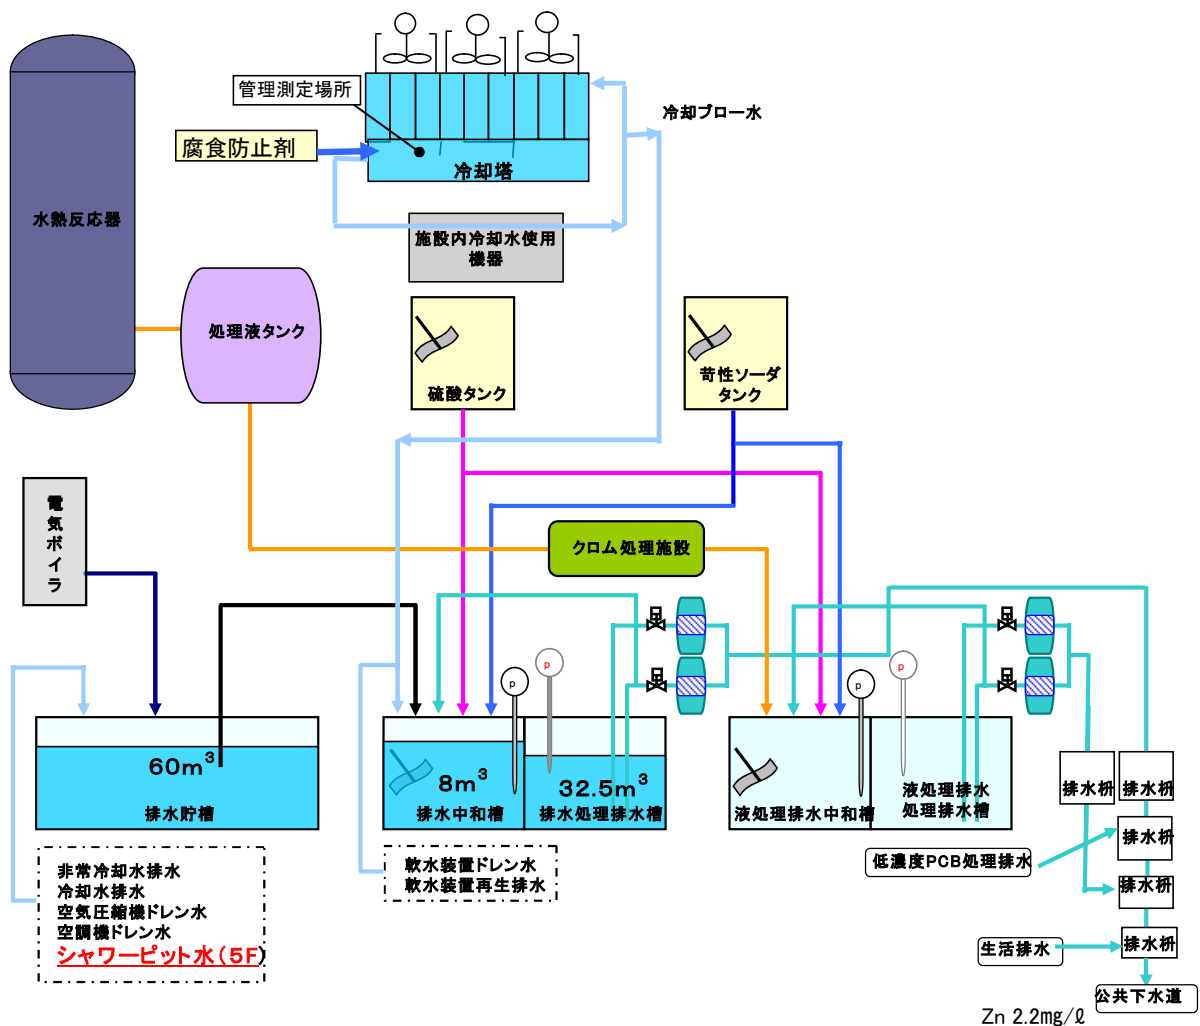 管理測定場所
冷却ブロー水
腐食防止剤
冷却塔
水熱反応器
施設内冷却水使用
機器
処理液タンク
硫酸タンク
苛性ソーダ
タンク
電気ボイラ
クロム処理施設
p
p
p
p
60m³
排水貯槽
8m³
排水中和槽
32.5m³
排水処理排水槽
液処理排水中和槽
液処理排水
処理排水槽
排水枡
排水枡
排水枡
低濃度PCB処理排水
排水枡
非常冷却水排水
冷却水排水
空気圧縮機ドレン水
空調機ドレン水
シャワーピット水(5F)
軟水装置ドレン水
軟水装置再生排水
排水枡
生活排水
公共下水道
Zn 2.2mg/ℓ